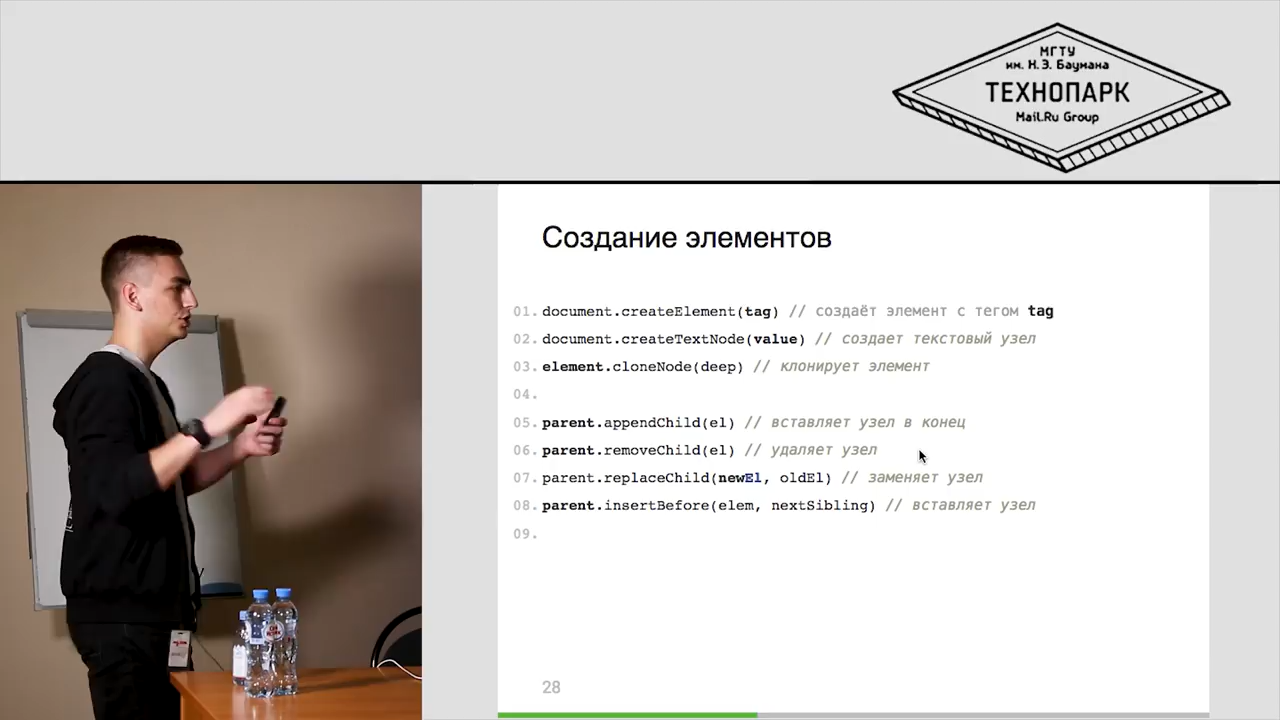 МГТУ
им. Н.Э. Баумана
ТЕХНОПАРК
Mail.Ru Group
Создание элементов
01. document.createElement(tag) // создаёт элемент с тегом tag
02. document.createTextNode(value) // создает текстовый узел
03. element.cloneNode(deep) // клонирует элемент
04.
05. parent.appendChild(el) // вставляет узел в конец
06. parent.removeChild(el) // удаляет узел
07. parent.replaceChild(newEl, oldEl) // заменяет узел
08. parent.insertBefore(elem, nextSibling) // вставляет узел
09.
28